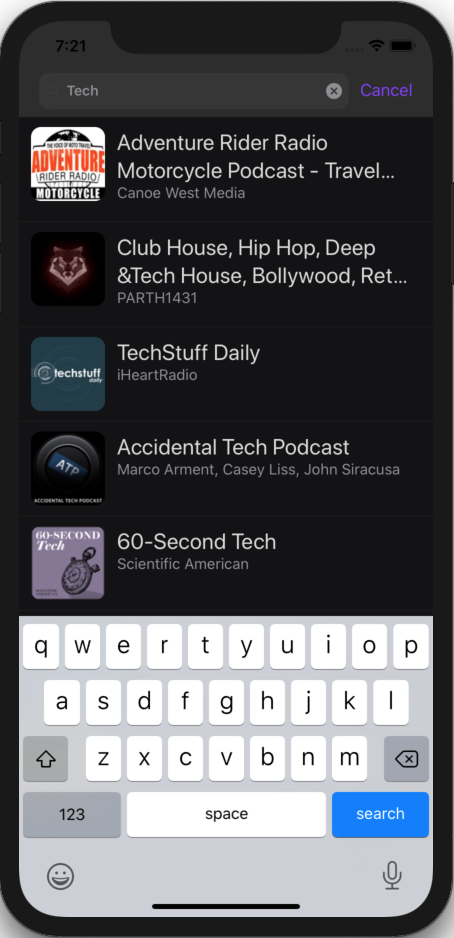 7:21
Tech
Cancel
THE VOICE OF MOTO TRAVEL
ADVENTURE
RIDER RADIO
MOTORCYCLE
Adventure Rider Radio
Motorcycle Podcast - Travel...
Canoe West Media
Club House, Hip Hop, Deep
&Tech House, Bollywood, Ret...
PARTH1431
techstuff
daily
TechStuff Daily
iHeartRadio
ATP
ACCIDENTAL TECH PODCAST
Accidental Tech Podcast
Marco Arment, Casey Liss, John Siracusa
60-SECOND
Tech
60-Second Tech
Scientific American
q w e r t y u i o p
a s d f g h j k l
z x c v b n m
123 space search